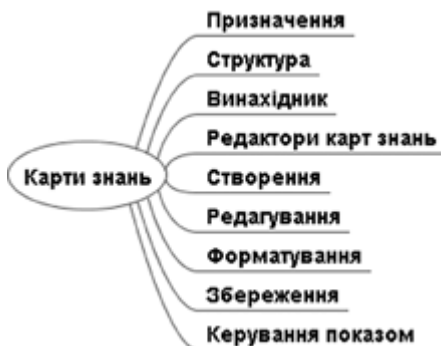 Призначення
Структура
Винахідник
Редактори карт знань
Карти знань
Створення
Редагування
Форматування
Збереження
Керування показом